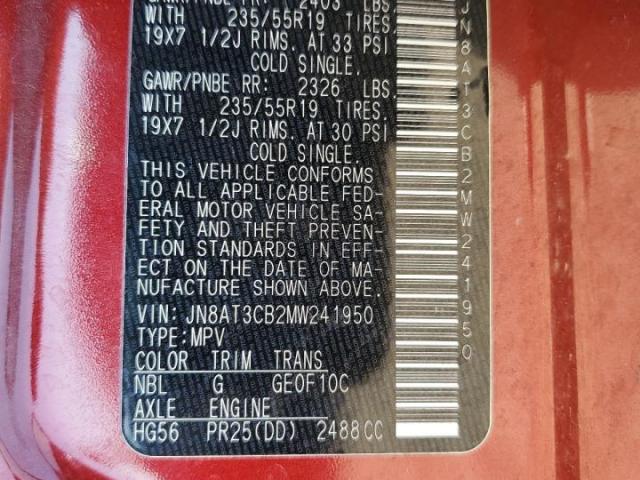 2403 LBS
WITH 235/55R19 TIRES.
19X7 1/2J RIMS. AT 33 PSI
COLD SINGLE.
GAWR/PNBE RR: 2326 LBS.
WITH 235/55R19 TIRES.
19X7 1/2J RIMS. AT 30 PSI
COLD SINGLE.
THIS VEHICLE CONFORMS
TO ALL APPLICABLE FED-
ERAL MOTOR VEHICLE SA-
FETY AND THEFT PREVEN-
TION STANDARDS IN EFF-
ECT ON THE DATE OF MA-
NUFACTURE SHOWN ABOVE.
VIN: JN8AT3CB2MW241950
TYPE:MPV
COLOR TRIM TRANS
NBL G GE0F10C
AXLE ENGINE
HG56 PR25(DD) 2488CC
JN8AT3CB2MW241950